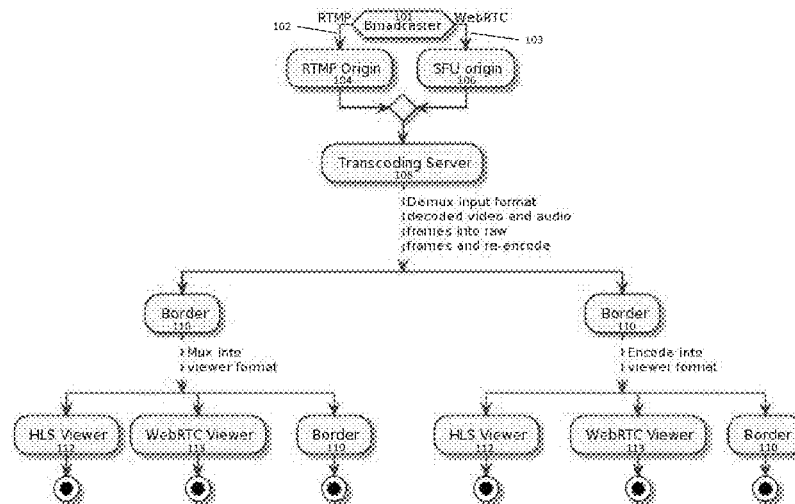 RTMP
101
WebRTC
Broadcaster
102
103
RTMP Origin
104
SFU origin
106
Transcoding Server
108
Demux input format
decoded video and audio
frames into raw
frames and re-encode
Border
110
Border
110
Mux into
viewer format
Encode into
viewer format
HLS Viewer
112
WebRTC Viewer
Border
110
HLS Viewer
112
WebRTC Viewer
113
Border
110